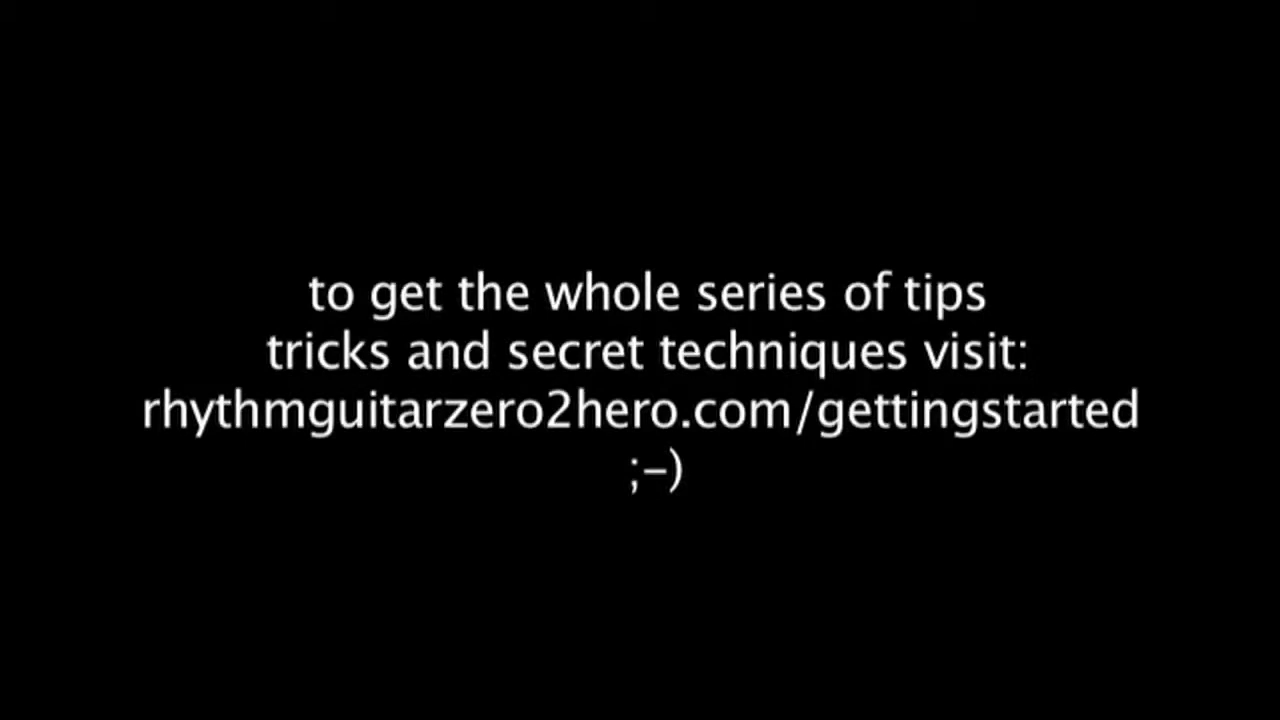 to get the whole series of tips
tricks and secret techniques visit:
rhythmguitarzero2hero.com/gettingstarted
;-)